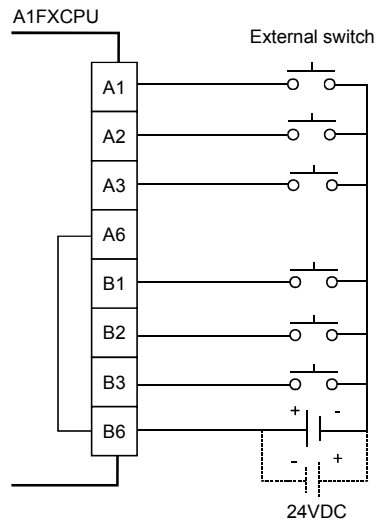 A1FXCPU
External switch
A1
A2
A3
A6
B1
B2
B3
B6
+ -
- +
24VDC